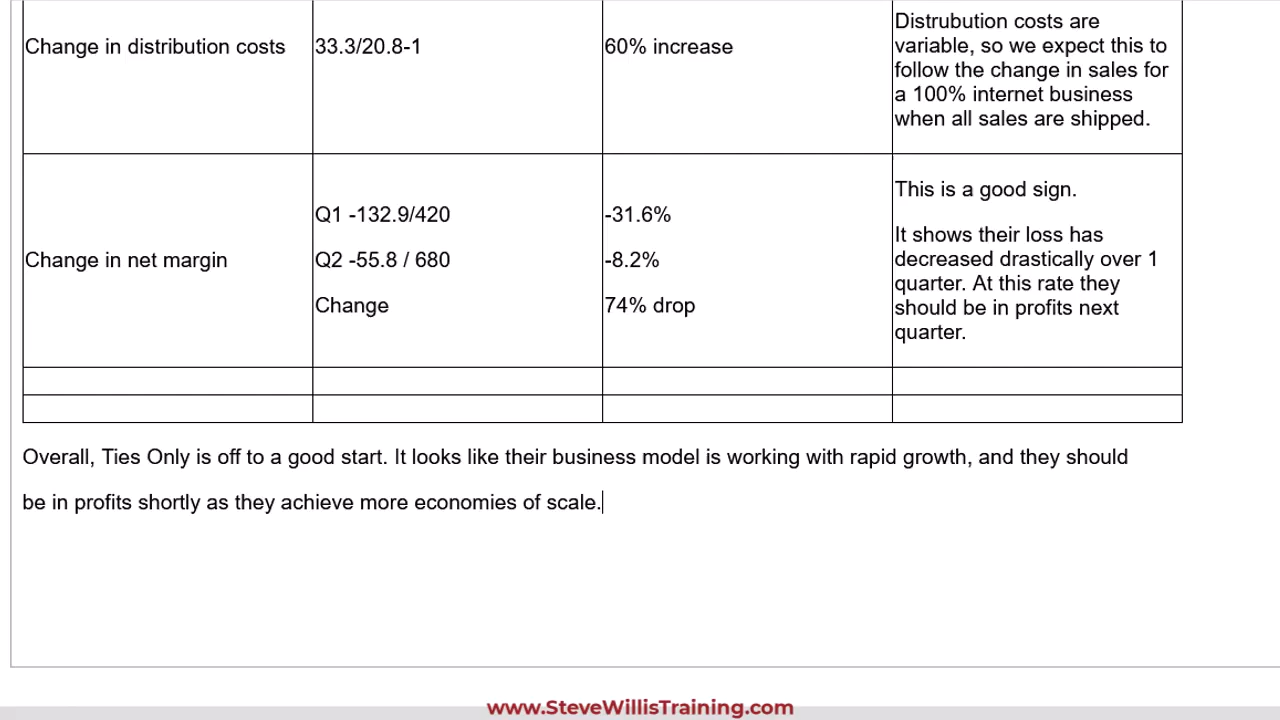 Change in distribution costs
33.3/20.8-1
60% increase
Distrubution costs are
variable, so we expect this to
follow the change in sales for
a 100% internet business
when all sales are shipped.
Change in net margin
Q1 -132.9/420
Q2 -55.8 / 680
Change
-31.6%
-8.2%
74% drop
This is a good sign.
It shows their loss has
decreased drastically over 1
quarter. At this rate they
should be in profits next
quarter.
Overall, Ties Only is off to a good start. It looks like their business model is working with rapid growth, and they should
be in profits shortly as they achieve more economies of scale.
www.SteveWillisTraining.com